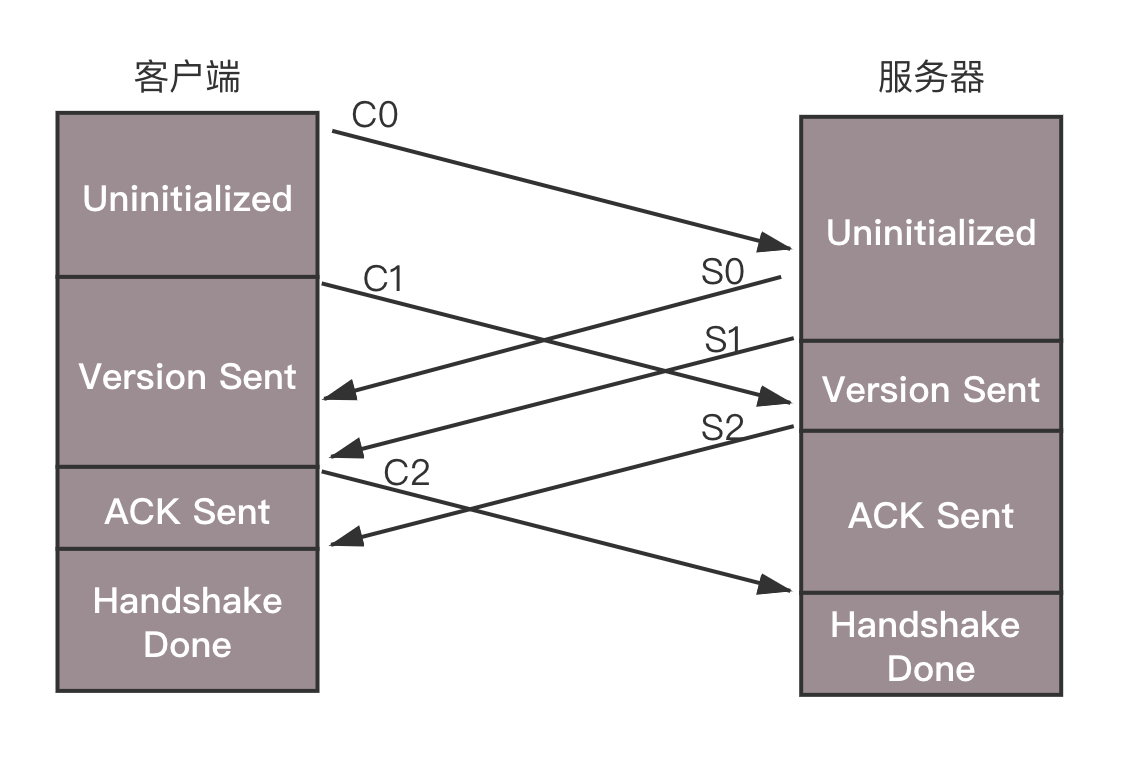 客户端
服务器
C0
Uninitialized
Uninitialized
C1
S0
S1
Version Sent
Version Sent
S2
C2
ACK Sent
ACK Sent
Handshake
Done
Handshake
Done